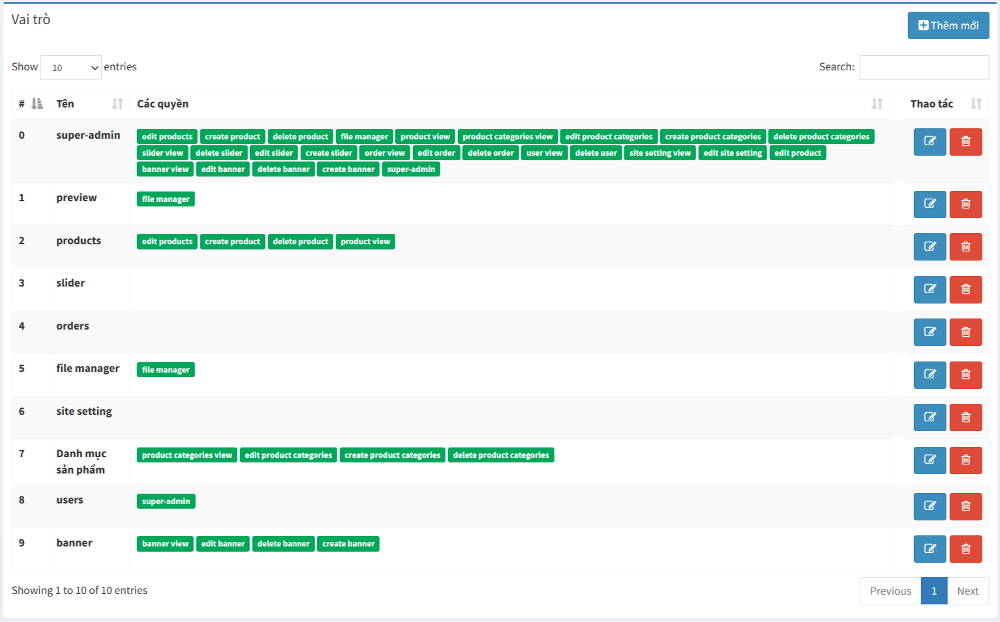 Vai trò
Thêm mới
Show 10 entries Search:
# Tên Các quyền Thao tác
0 super-admin edit products create product delete product file manager product view product categories view edit product categories create product categories delete product categories
slider view delete slider edit slider create slider order view edit order delete order user view delete user site setting view edit site setting edit product
banner view edit banner delete banner create banner super-admin
1 preview file manager
2 products edit products create product delete product product view
3 slider
4 orders
5 file manager file manager
6 site setting
7 Danh mục product categories view edit product categories create product categories delete product categories
sản phẩm
8 users super-admin
9 banner banner view edit banner delete banner create banner
Showing 1 to 10 of 10 entries Previous 1 Next